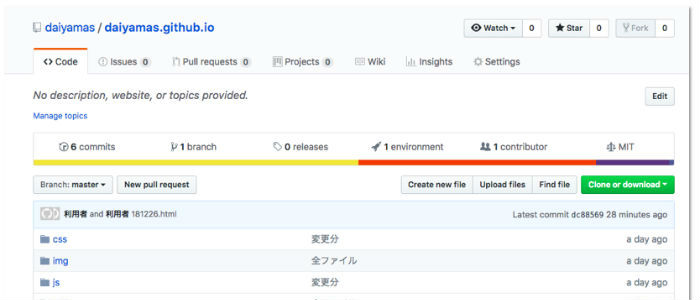 daiyamas / daiyamas.github.io
Watch 0 Star 0 Fork 0
Code Issues 0 Pull requests 0 Projects 0 Wiki Insights Settings
No description, website, or topics provided. Edit
Manage topics
6 commits 1 branch 0 releases 1 environment 1 contributor MIT
Branch: master New pull request Create new file Upload files Find file Clone or download
利用者 and 利用者 181226.html Latest commit dc88569 28 minutes ago
css 変更分 a day ago
img 全ファイル a day ago
js 変更分 a day ago